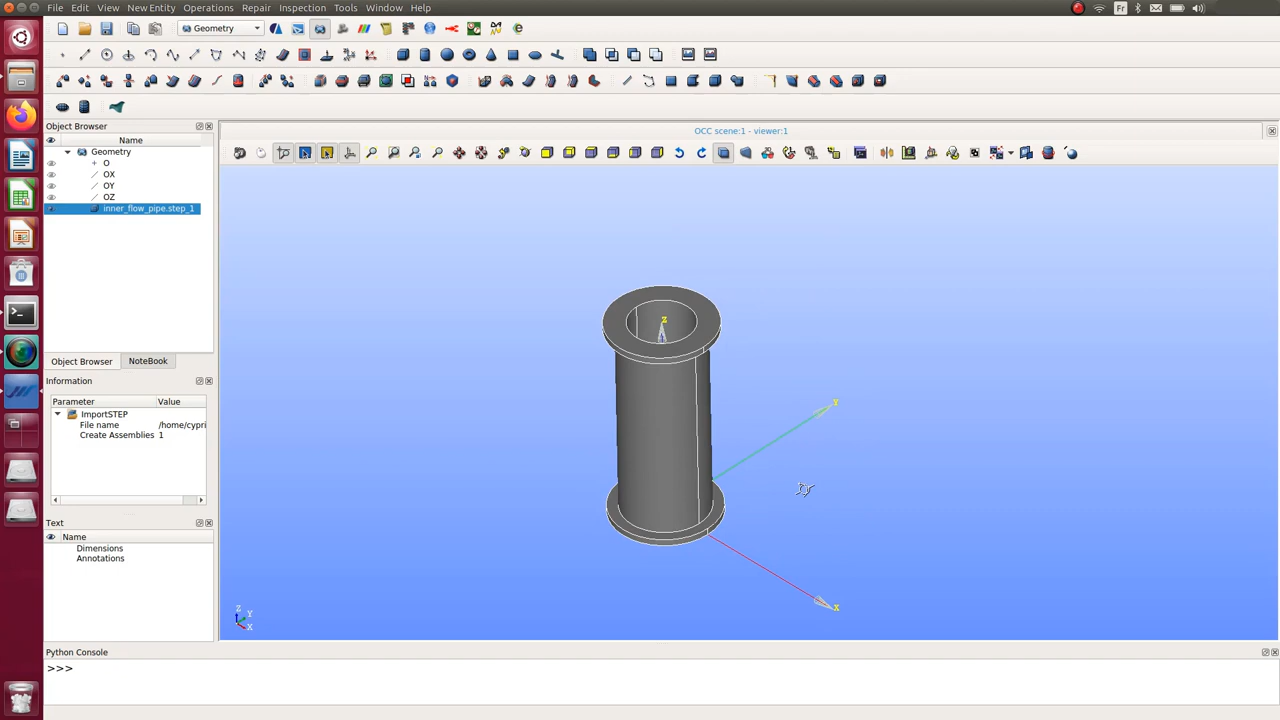 File Edit View New Entity Operations Repair Inspection Tools Window Help Fr
Geometry
Object Browser
OCC scene:1 - viewer:1
Name
Geometry
O
OX
OY
OZ
inner_flow_pipe.step_1
Z
Y
X
Object Browser NoteBook
Information
Parameter Value
ImportSTEP
File name /home/cypri
Create Assemblies 1
Text
Name
Dimensions
Annotations
Z
Y
X
Python Console
>>>